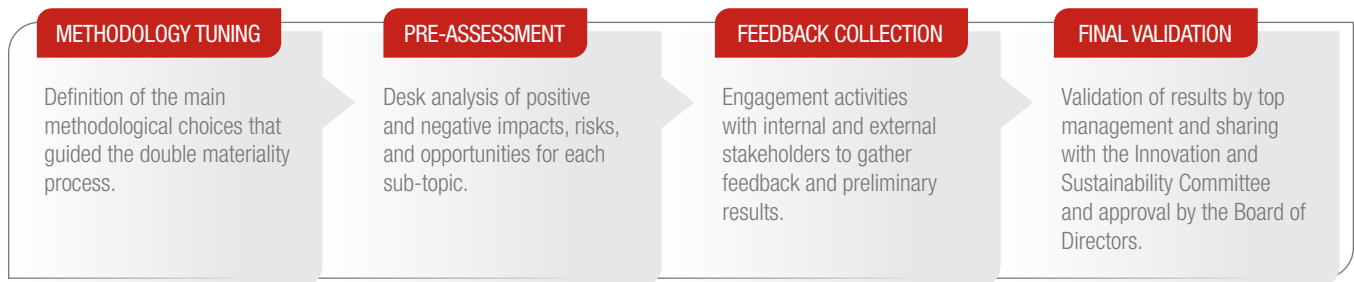 METHODOLOGY TUNING
Definition of the main
methodological choices that
guided the double materiality
process.
PRE-ASSESSMENT
Desk analysis of positive
and negative impacts, risks,
and opportunities for each
sub-topic.
FEEDBACK COLLECTION
Engagement activities
with internal and external
stakeholders to gather
feedback and preliminary
results.
FINAL VALIDATION
Validation of results by top
management and sharing
with the Innovation and
Sustainability Committee
and approval by the Board of
Directors.